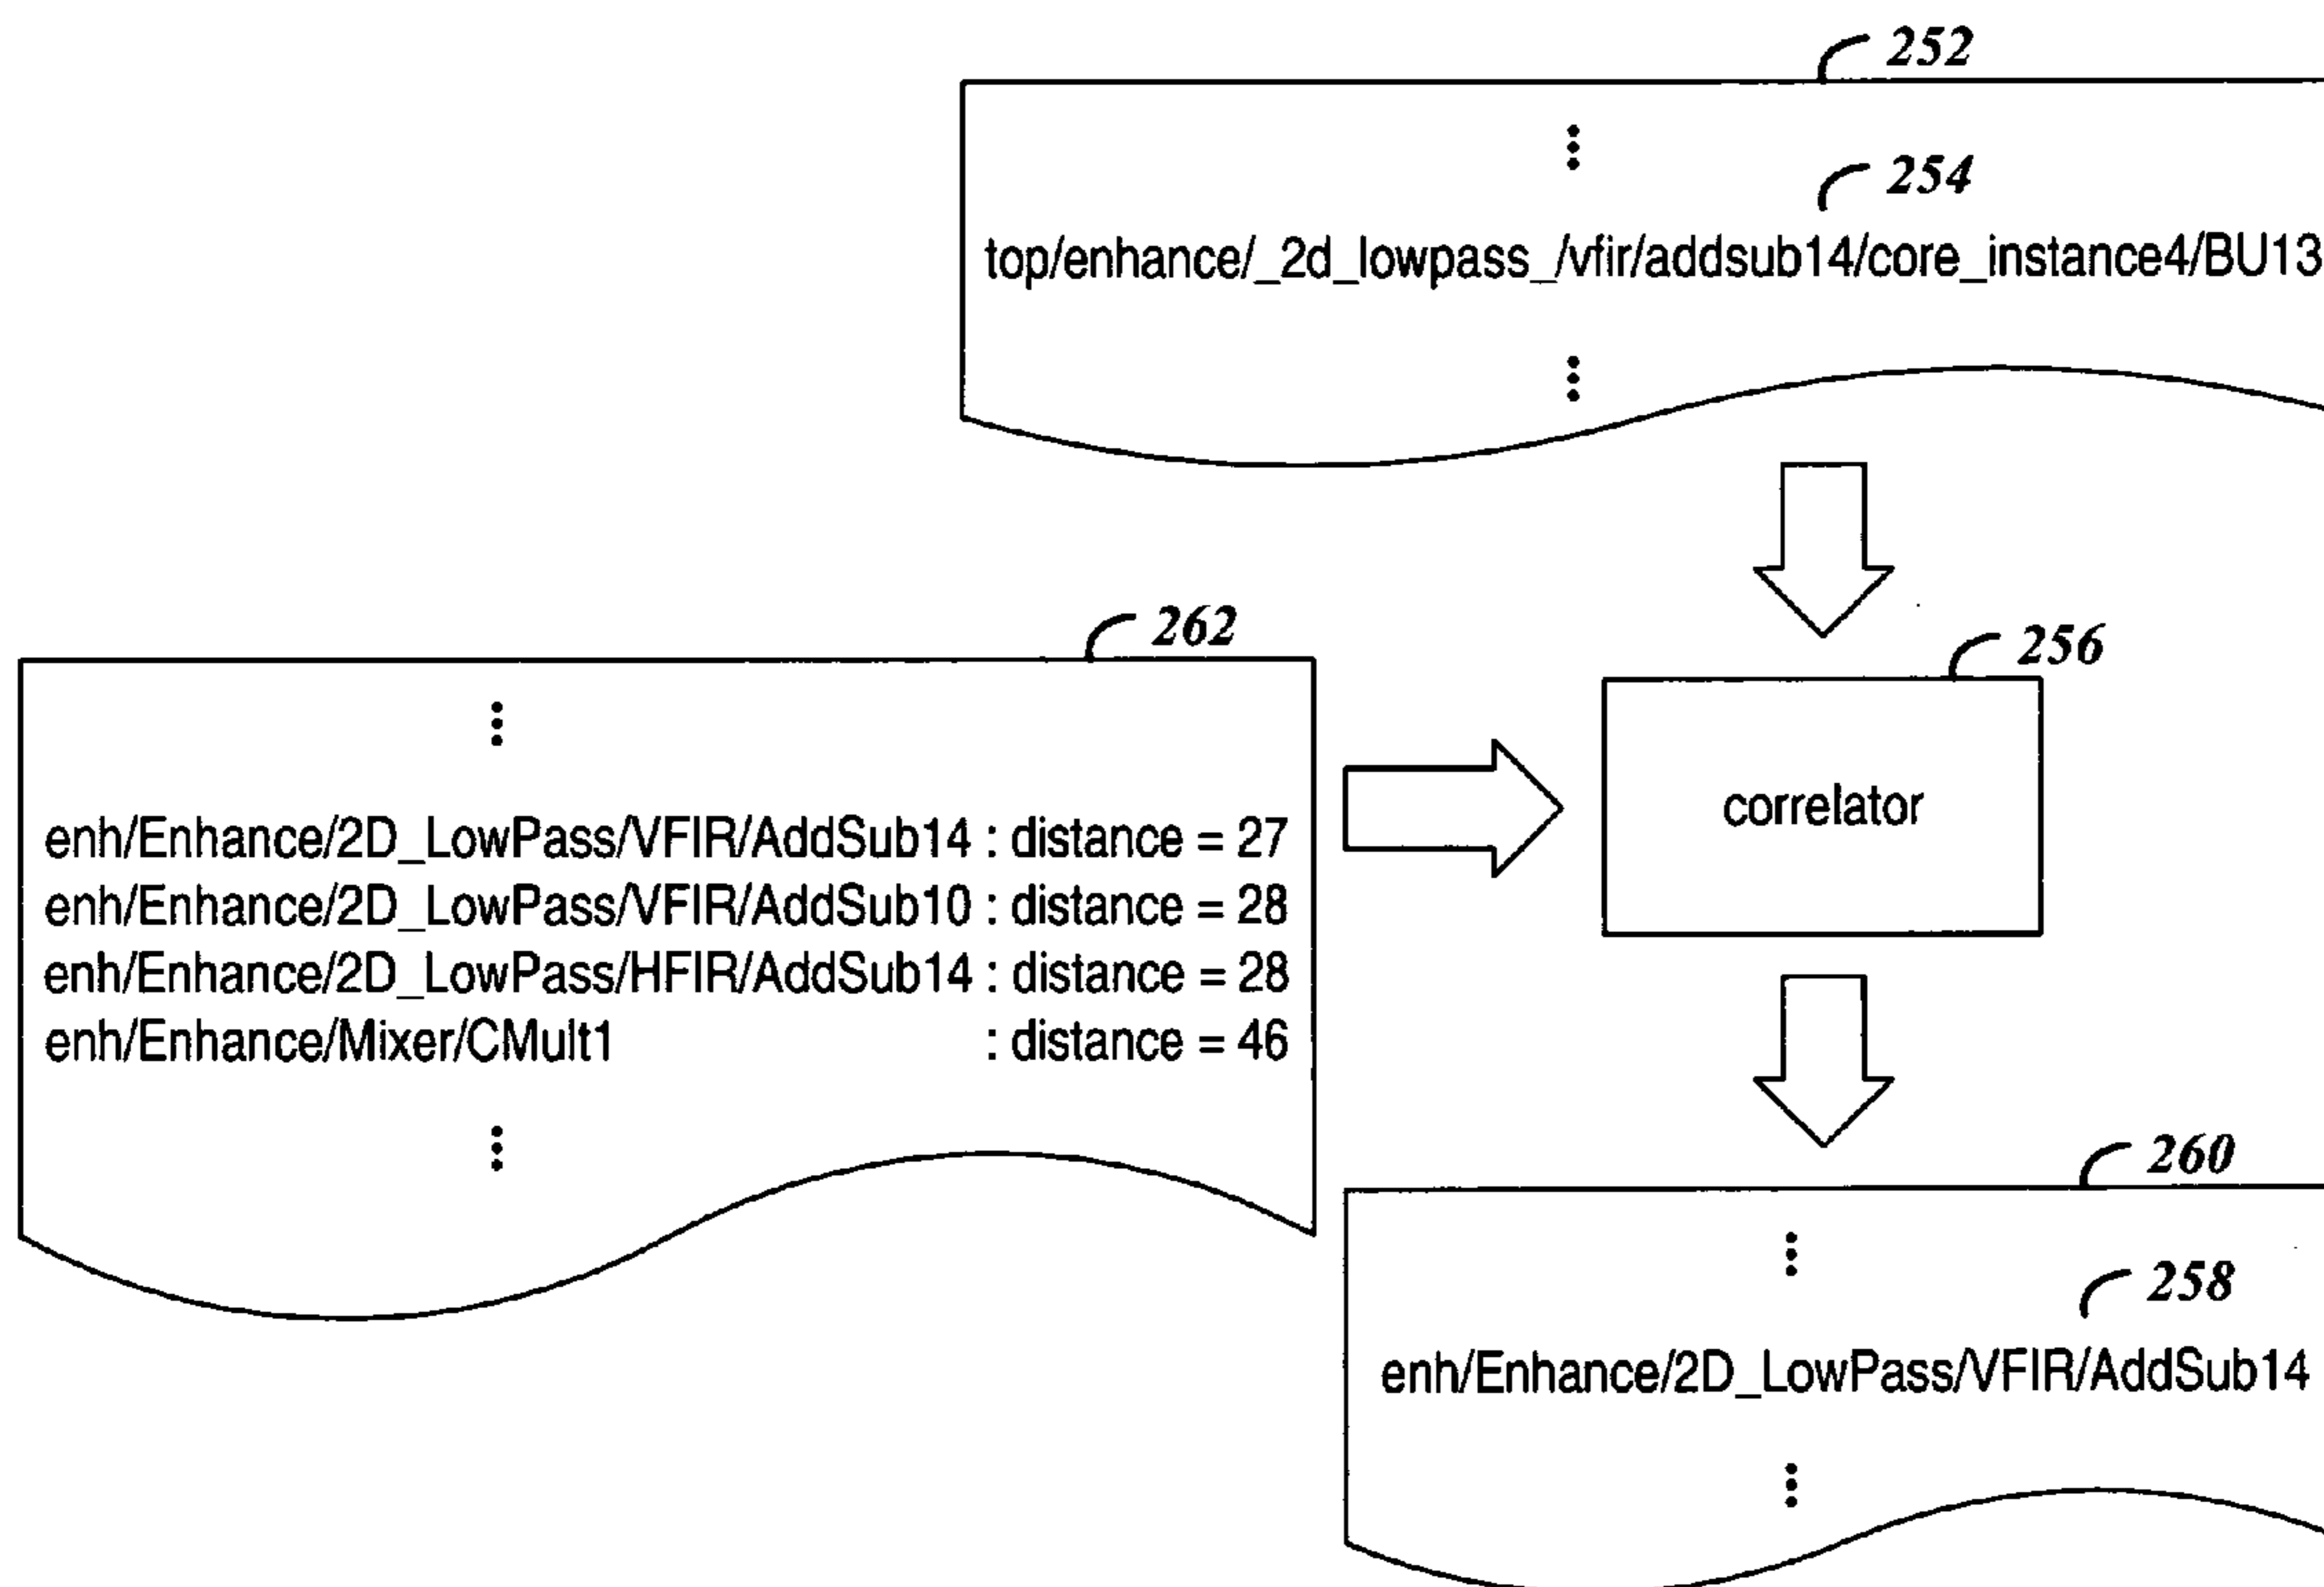 252
254
top/enhance/_2d_lowpass_/vfir/addsub14/core_instance4/BU13
262
enh/Enhance/2D_LowPass/VFIR/AddSub14 : distance = 27
enh/Enhance/2D_LowPass/VFIR/AddSub10 : distance = 28
enh/Enhance/2D_LowPass/HFIR/AddSub14 : distance = 28
enh/Enhance/Mixer/CMult1 : distance = 46
256
correlator
260
258
enh/Enhance/2D_LowPass/VFIR/AddSub14